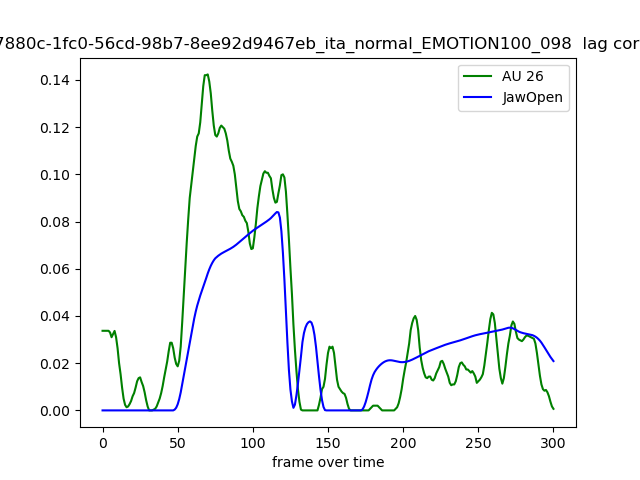 7880c-1fc0-56cd-98b7-8ee92d9467eb_ita_normal_EMOTION100_098 lag cor
AU 26
JawOpen
0.14
0.12
0.10
0.08
0.06
0.04
0.02
0.00
0 50 100 150 200 250 300
frame over time